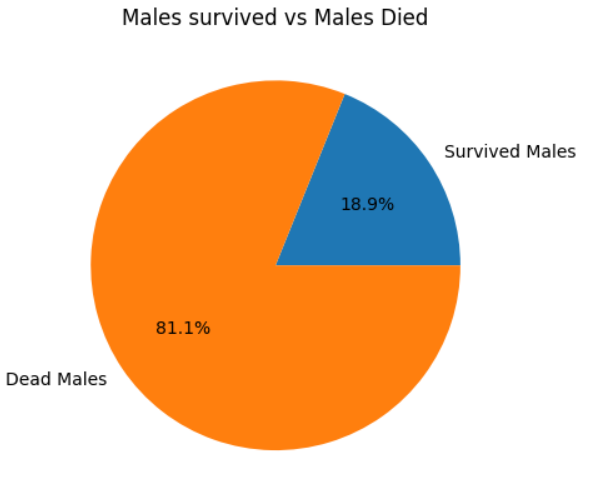 Males survived vs Males Died
Survived Males
18.9%
81.1%
Dead Males